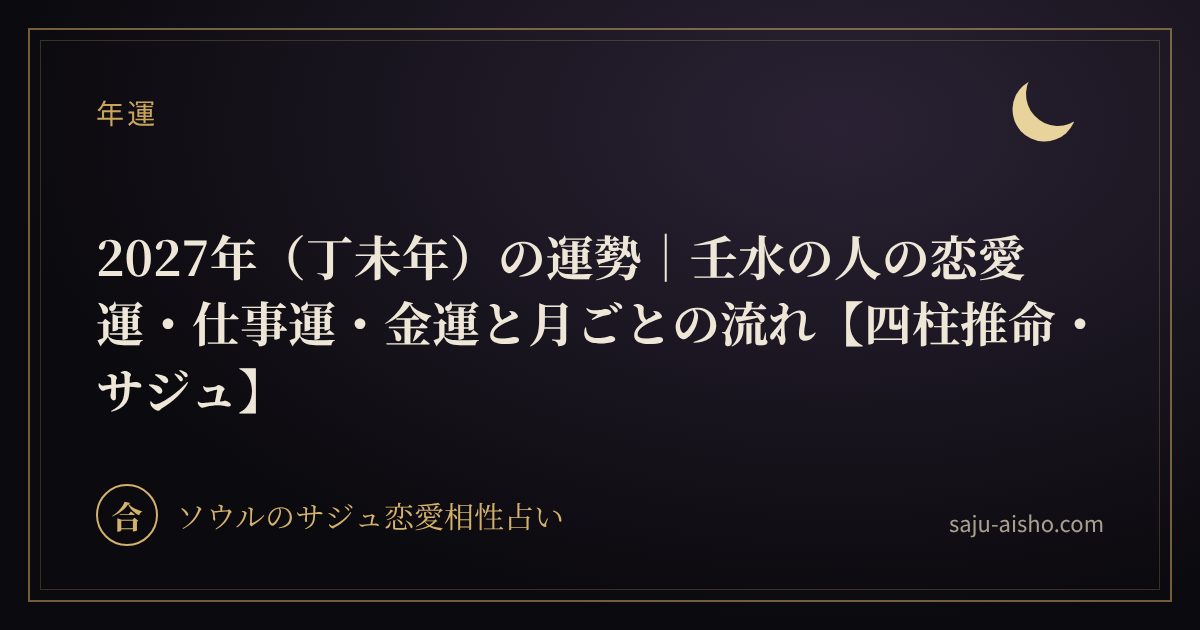 年運
2027年（丁未年）の運勢｜壬水の人の恋愛
運・仕事運・金運と月ごとの流れ【四柱推命・
サジュ】
合 ソウルのサジュ恋愛相性占い
saju-aisho.com